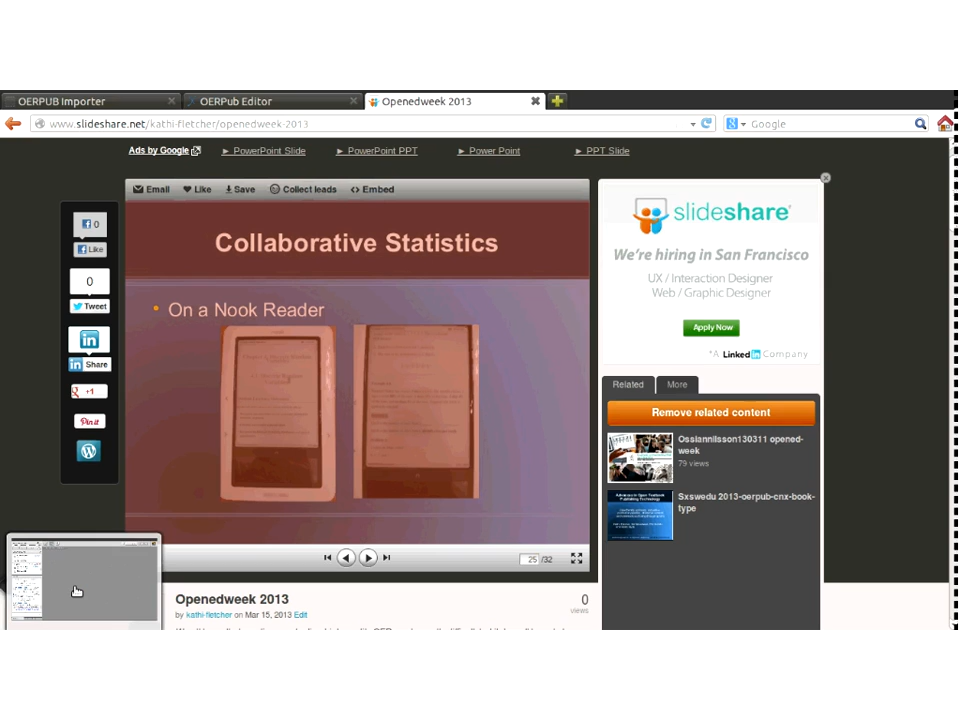 OERPUB Importer
OERPub Editor
Openedweek 2013
www.slideshare.net/kathi-fletcher/openedweek-2013
Google
Ads by Google
► PowerPoint Slide
► PowerPoint PPT
► Power Point
► PPT Slide
Email
Like
Save
Collect leads
Embed
0
Like
0
Tweet
in
in Share
+1
Pin it
Collaborative Statistics
• On a Nook Reader
25 /32
slideshare
We're hiring in San Francisco
UX / Interaction Designer
Web / Graphic Designer
Apply Now
*A Linked in Company
Related
More
Remove related content
Ossiannilsson130311 opened-
week
79 views
Sxswedu 2013-oerpub-cnx-book-
type
Openedweek 2013
by kathi-fletcher on Mar 15, 2013 Edit
0
views